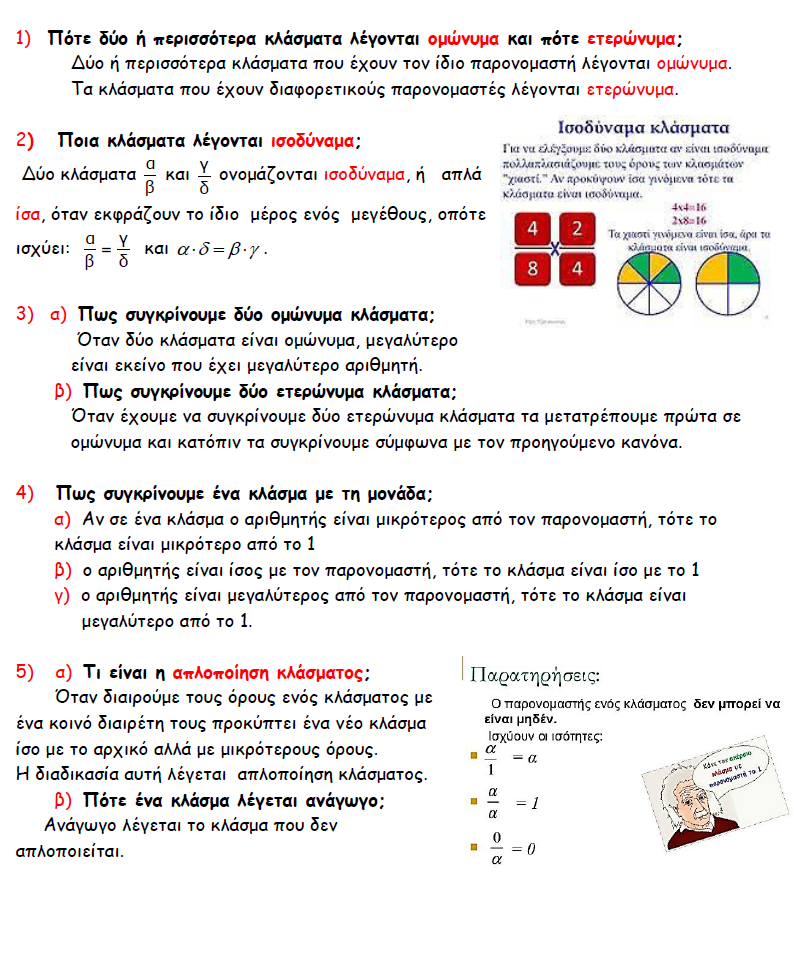 1) Πότε δύο ή περισσότερα κλάσματα λέγονται ομώνυμα και πότε ετερώνυμα;
Δύο ή περισσότερα κλάσματα που έχουν τον ίδιο παρονομαστή λέγονται ομώνυμα.
Τα κλάσματα που έχουν διαφορετικούς παρονομαστές λέγονται ετερώνυμα.
2) Ποια κλάσματα λέγονται ισοδύναμα;
Δύο κλάσματα α/β και γ/δ ονομάζονται ισοδύναμα, ή απλά
ίσα, όταν εκφράζουν το ίδιο μέρος ενός μεγέθους, οπότε
ισχύει: α/β = γ/δ και α·δ=β·γ.
Ισοδύναμα κλάσματα
Για να ελέγξουμε δύο κλάσματα αν είναι ισοδύναμα
πολλαπλασιάζουμε τους όρους των κλασμάτων
"χιαστί." Αν προκύψουν ίσα γινόμενα τότε τα
κλάσματα είναι ισοδύναμα.
4x4=16
2x8=16
Τα χιαστί γινόμενα είναι ίσα, άρα τα
κλάσματα είναι ισοδύναμα.
4 2
X
8 4
3) α) Πως συγκρίνουμε δύο ομώνυμα κλάσματα;
Όταν δύο κλάσματα είναι ομώνυμα, μεγαλύτερο
είναι εκείνο που έχει μεγαλύτερο αριθμητή.
β) Πως συγκρίνουμε δύο ετερώνυμα κλάσματα;
Όταν έχουμε να συγκρίνουμε δύο ετερώνυμα κλάσματα τα μετατρέπουμε πρώτα σε
ομώνυμα και κατόπιν τα συγκρίνουμε σύμφωνα με τον προηγούμενο κανόνα.
4) Πως συγκρίνουμε ένα κλάσμα με τη μονάδα;
α) Αν σε ένα κλάσμα ο αριθμητής είναι μικρότερος από τον παρονομαστή, τότε το
κλάσμα είναι μικρότερο από το 1
β) ο αριθμητής είναι ίσος με τον παρονομαστή, τότε το κλάσμα είναι ίσο με το 1
γ) ο αριθμητής είναι μεγαλύτερος από τον παρονομαστή, τότε το κλάσμα είναι
μεγαλύτερο από το 1.
5) α) Τι είναι η απλοποίηση κλάσματος;
Όταν διαιρούμε τους όρους ενός κλάσματος με
ένα κοινό διαιρέτη τους προκύπτει ένα νέο κλάσμα
ίσο με το αρχικό αλλά με μικρότερους όρους.
Η διαδικασία αυτή λέγεται απλοποίηση κλάσματος.
β) Πότε ένα κλάσμα λέγεται ανάγωγο;
Ανάγωγο λέγεται το κλάσμα που δεν
απλοποιείται.
Παρατηρήσεις:
Ο παρονομαστής ενός κλάσματος δεν μπορεί να
είναι μηδέν.
Ισχύουν οι ισότητες:
α/1 = α
α/α = 1
0/α = 0
Κάνε τον ακέραιο
κλάσμα με
παρονομαστή το 1